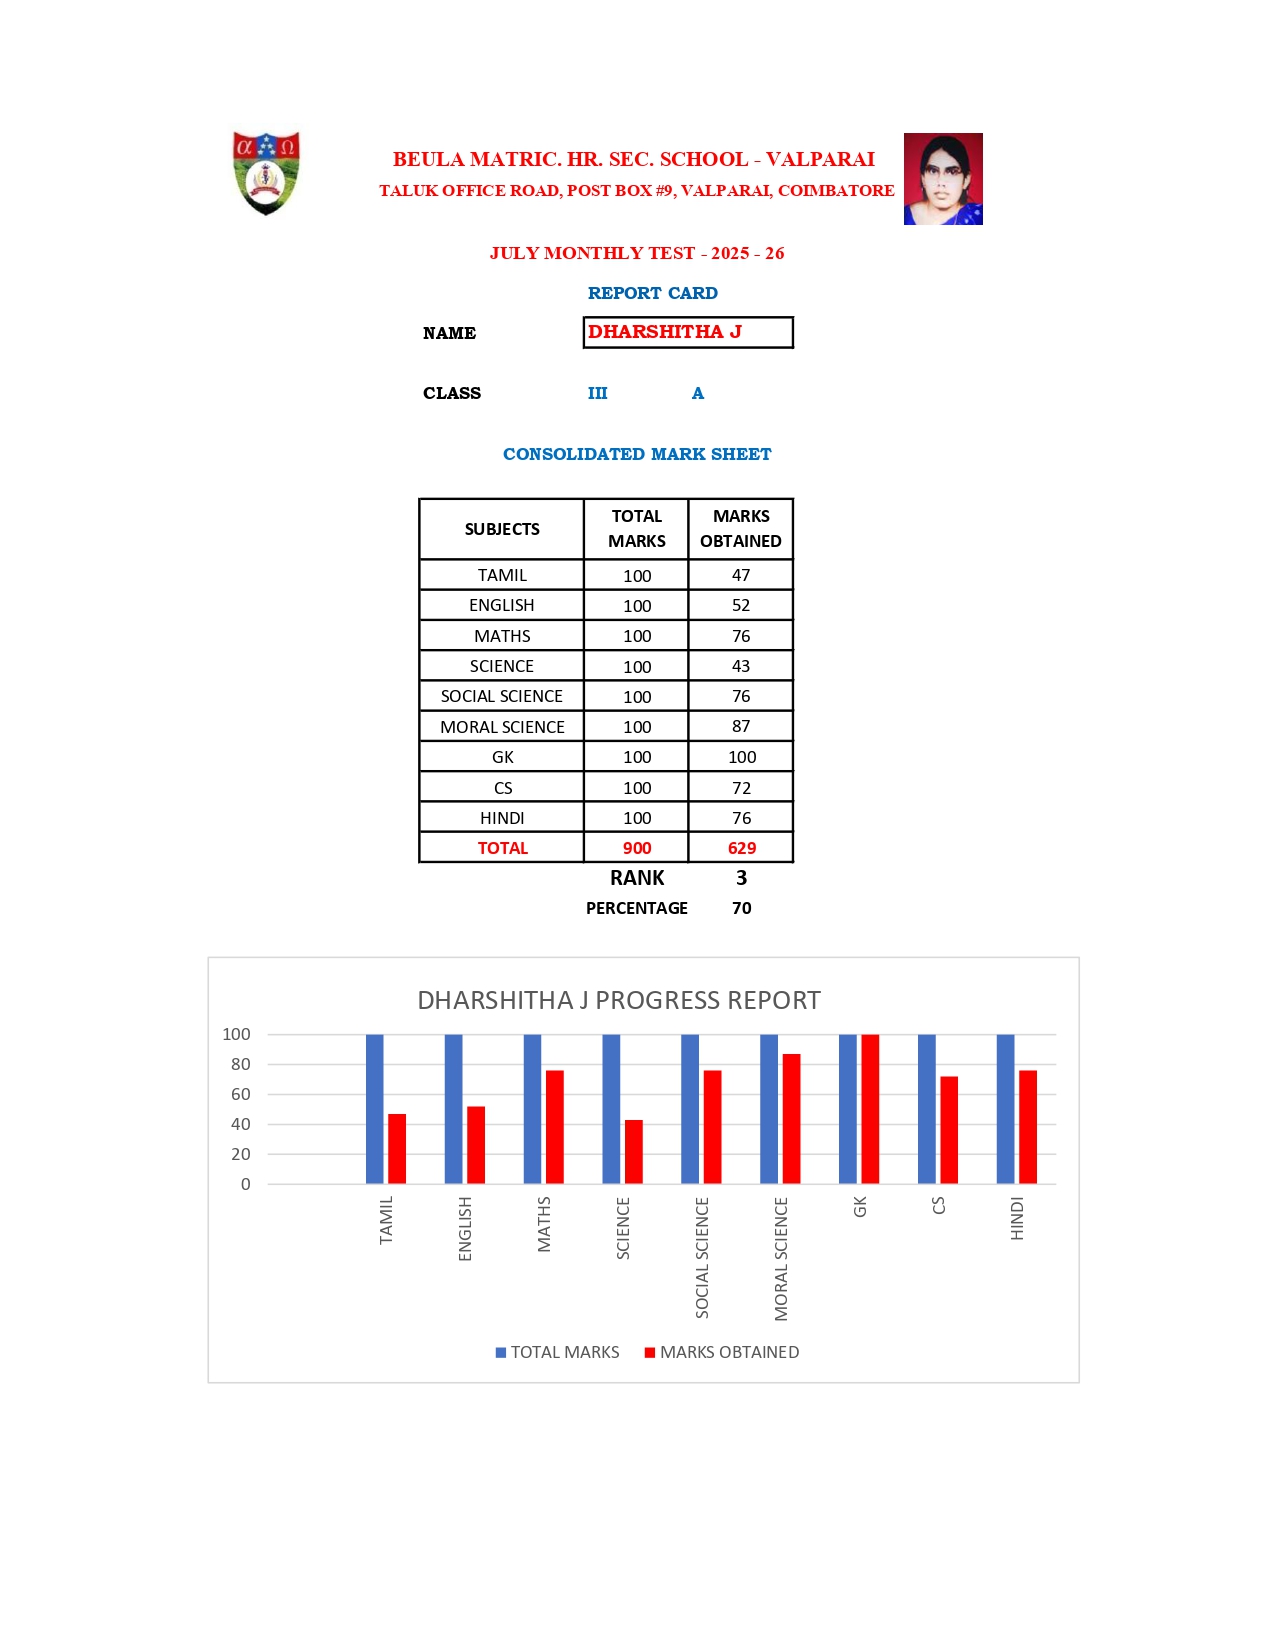 α Ω
BEULA MATRIC. HR. SEC. SCHOOL - VALPARAI
TALUK OFFICE ROAD, POST BOX #9, VALPARAI, COIMBATORE
JULY MONTHLY TEST - 2025 - 26
REPORT CARD
NAME DHARSHITHA J
CLASS III A
CONSOLIDATED MARK SHEET
SUBJECTS TOTAL MARKS MARKS OBTAINED
TAMIL 100 47
ENGLISH 100 52
MATHS 100 76
SCIENCE 100 43
SOCIAL SCIENCE 100 76
MORAL SCIENCE 100 87
GK 100 100
CS 100 72
HINDI 100 76
TOTAL 900 629
RANK 3
PERCENTAGE 70
DHARSHITHA J PROGRESS REPORT
100
80
60
40
20
0
TAMIL
ENGLISH
MATHS
SCIENCE
SOCIAL SCIENCE
MORAL SCIENCE
GK
CS
HINDI
TOTAL MARKS MARKS OBTAINED